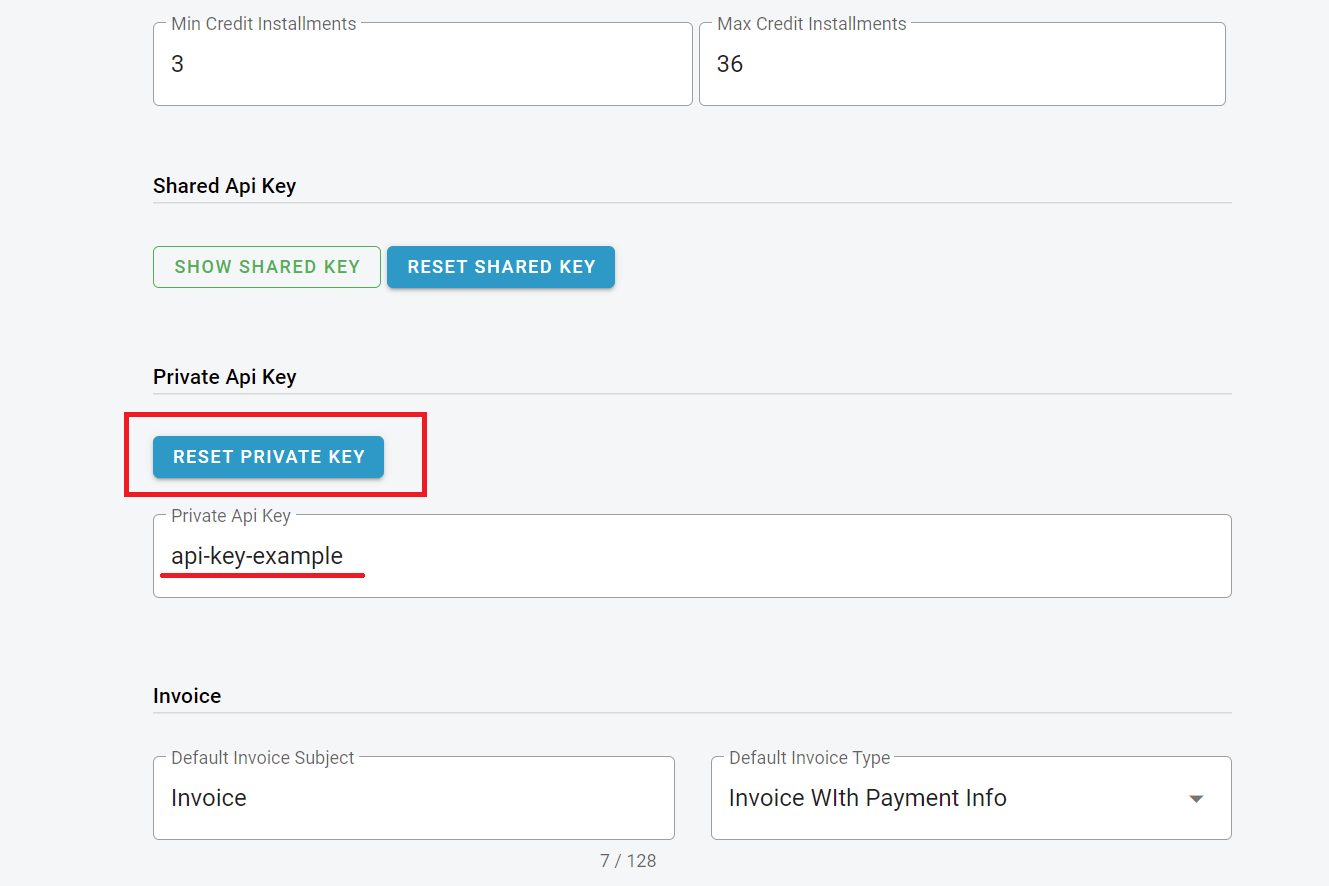 Min Credit Installments
Max Credit Installments
3
36
Shared Api Key
SHOW SHARED KEY
RESET SHARED KEY
Private Api Key
RESET PRIVATE KEY
Private Api Key
api-key-example
Invoice
Default Invoice Subject
Default Invoice Type
Invoice
Invoice WIth Payment Info
7 / 128